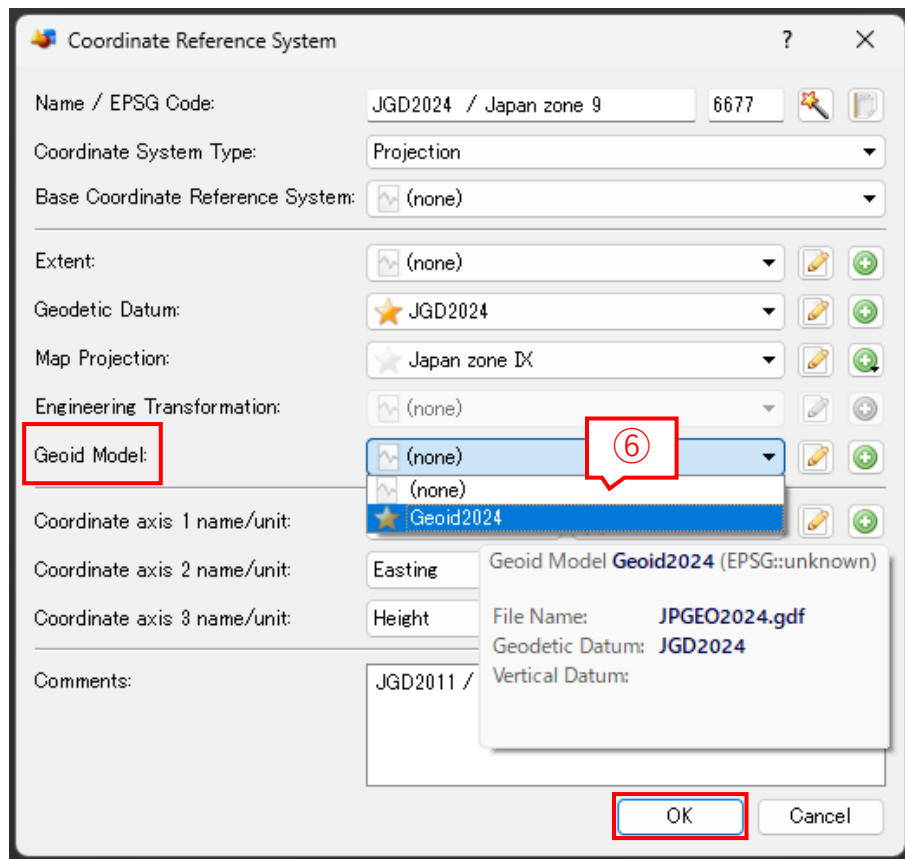 Coordinate Reference System ?
Name / EPSG Code: JGD2024 / Japan zone 9 6677
Coordinate System Type: Projection
Base Coordinate Reference System: (none)
Extent: (none)
Geodetic Datum: JGD2024
Map Projection: Japan zone IX
Engineering Transformation: (none)
Geoid Model: (none) ⑥
(none)
Geoid2024
Coordinate axis 1 name/unit:
Coordinate axis 2 name/unit: Easting
Coordinate axis 3 name/unit: Height
Geoid Model Geoid2024 (EPSG::unknown)
File Name: JPGEO2024.gdf
Geodetic Datum: JGD2024
Vertical Datum:
Comments: JGD2011 /
OK Cancel